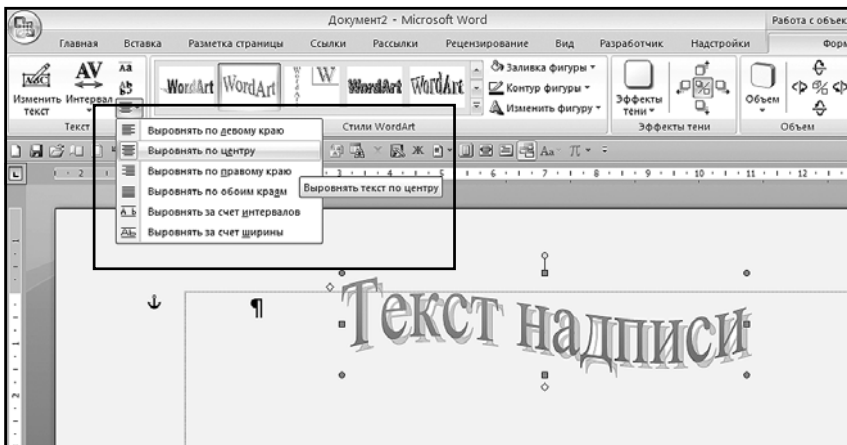 Документ2 - Microsoft Word
Работа с объек
Главная Вставка Разметка страницы Ссылки Рассылки Рецензирование Вид Разработчик Надстройки Форм
Изменить текст
Интервал
AV
Aa
WordArt WordArt WordArt W WordArt WordArt
Заливка фигуры
Контур фигуры
Изменить фигуру
Эффекты тени
Объем
Текст Стили WordArt Эффекты тени Объем
Выровнять по левому краю
Выровнять по центру
Выровнять по правому краю
Выровнять по обоим краям
Выровнять за счет интервалов
Выровнять за счет ширины
Выровнять текст по центру
Текст надписи